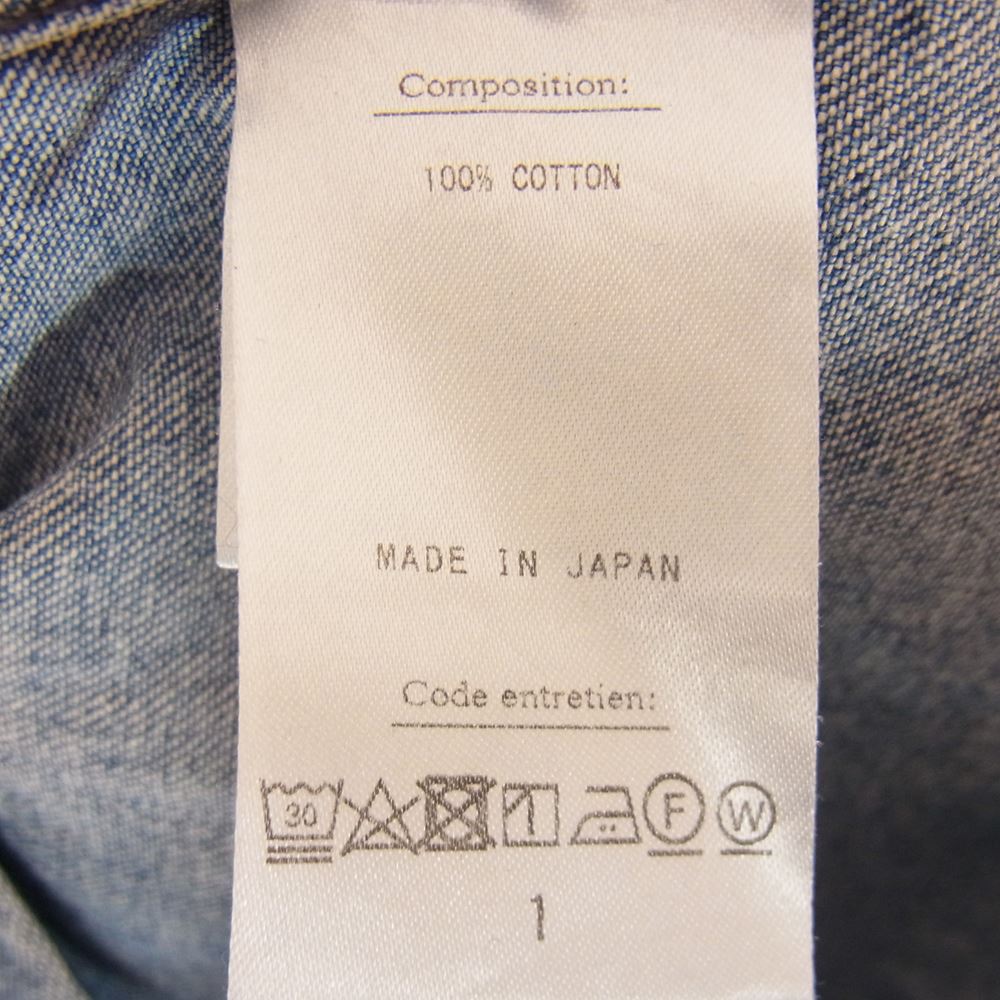 Composition:
100% COTTON
MADE IN JAPAN
Code entretien:
30 F W
1